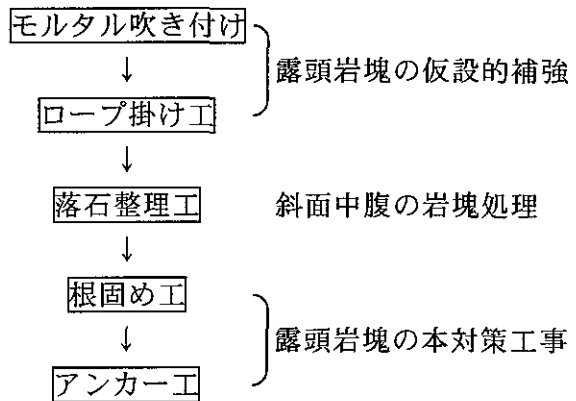 モルタル吹き付け
↓
露頭岩塊の仮設的補強
ロープ掛け工
↓
落石整理工 斜面中腹の岩塊処理
↓
根固め工
↓
露頭岩塊の本対策工事
アンカー工